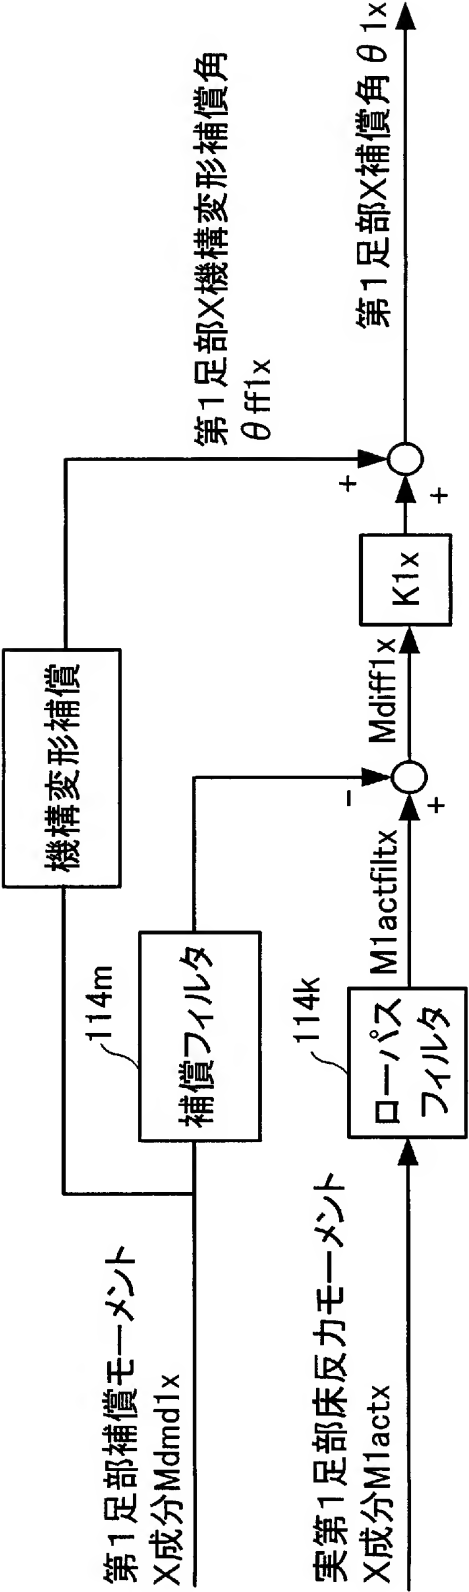 第1足部補償モーメント
X成分Mdmd1x
機構変形補償
第1足部X機構変形補償角
θff1x
114m
補償フィルタ
実第1足部床反力モーメント
X成分M1actx
114k
ローパス
フィルタ
M1actfiltx
-
+
Mdiff1x
K1x
+
+
第1足部X補償角θ1x